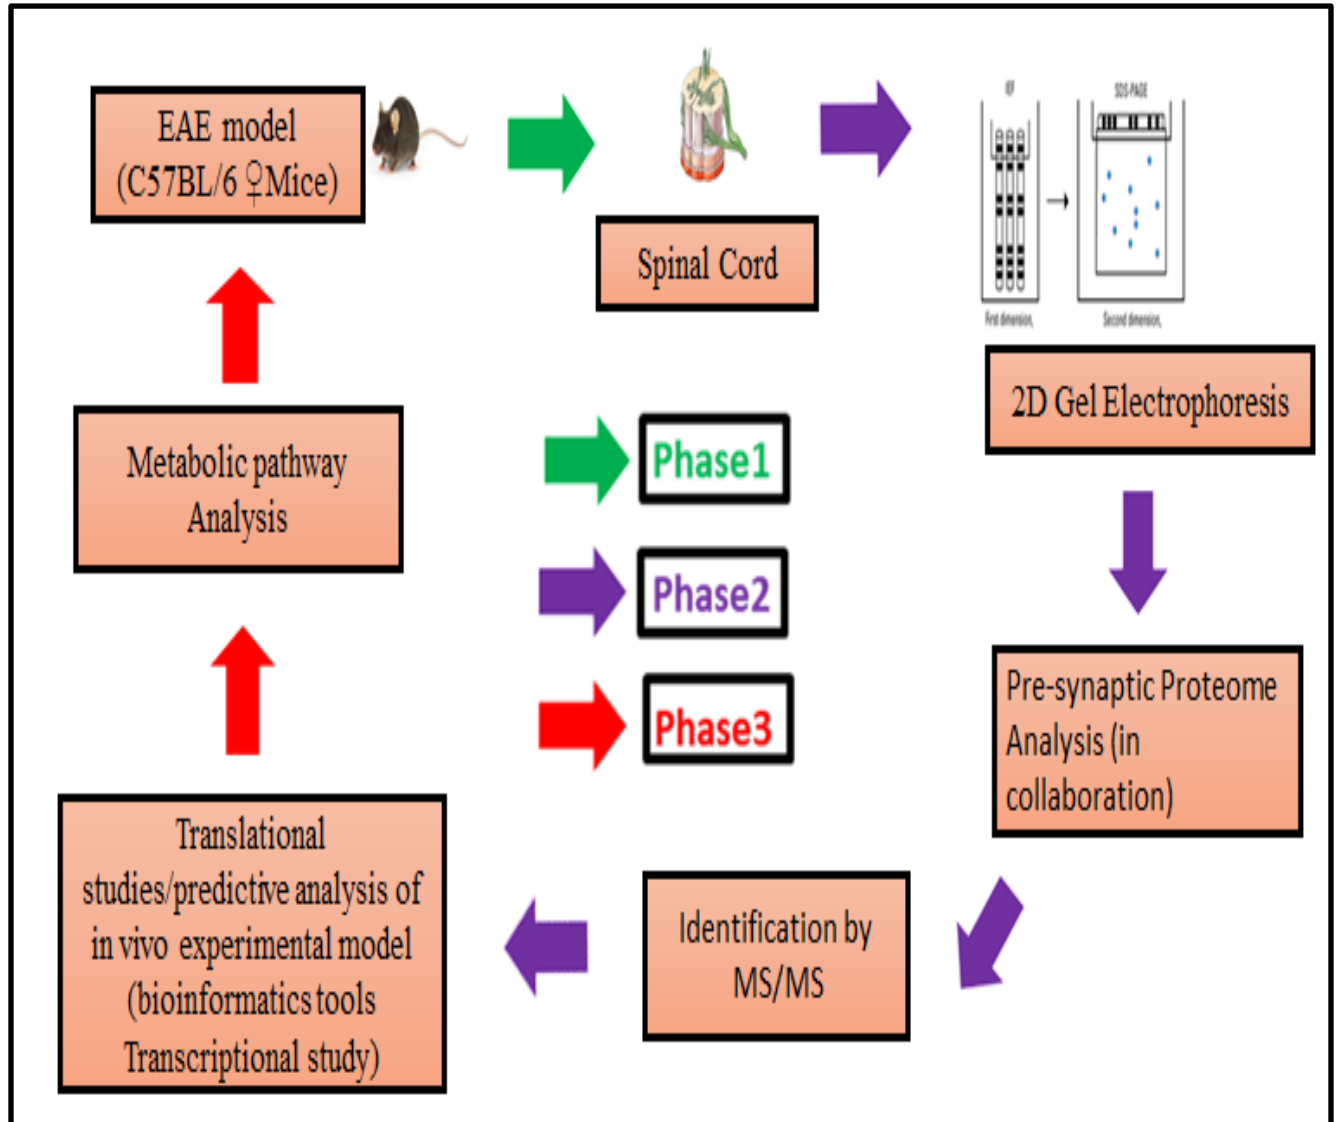 EAE model
(C57BL/6 ♀Mice)
Spinal Cord
IEF
SDS-PAGE
First dimension,
Second dimension,
2D Gel Electrophoresis
Metabolic pathway
Analysis
Phase1
Phase2
Phase3
Pre-synaptic Proteome
Analysis (in
collaboration)
Identification by
MS/MS
Translational
studies/predictive analysis of
in vivo experimental model
(bioinformatics tools
Transcriptional study)